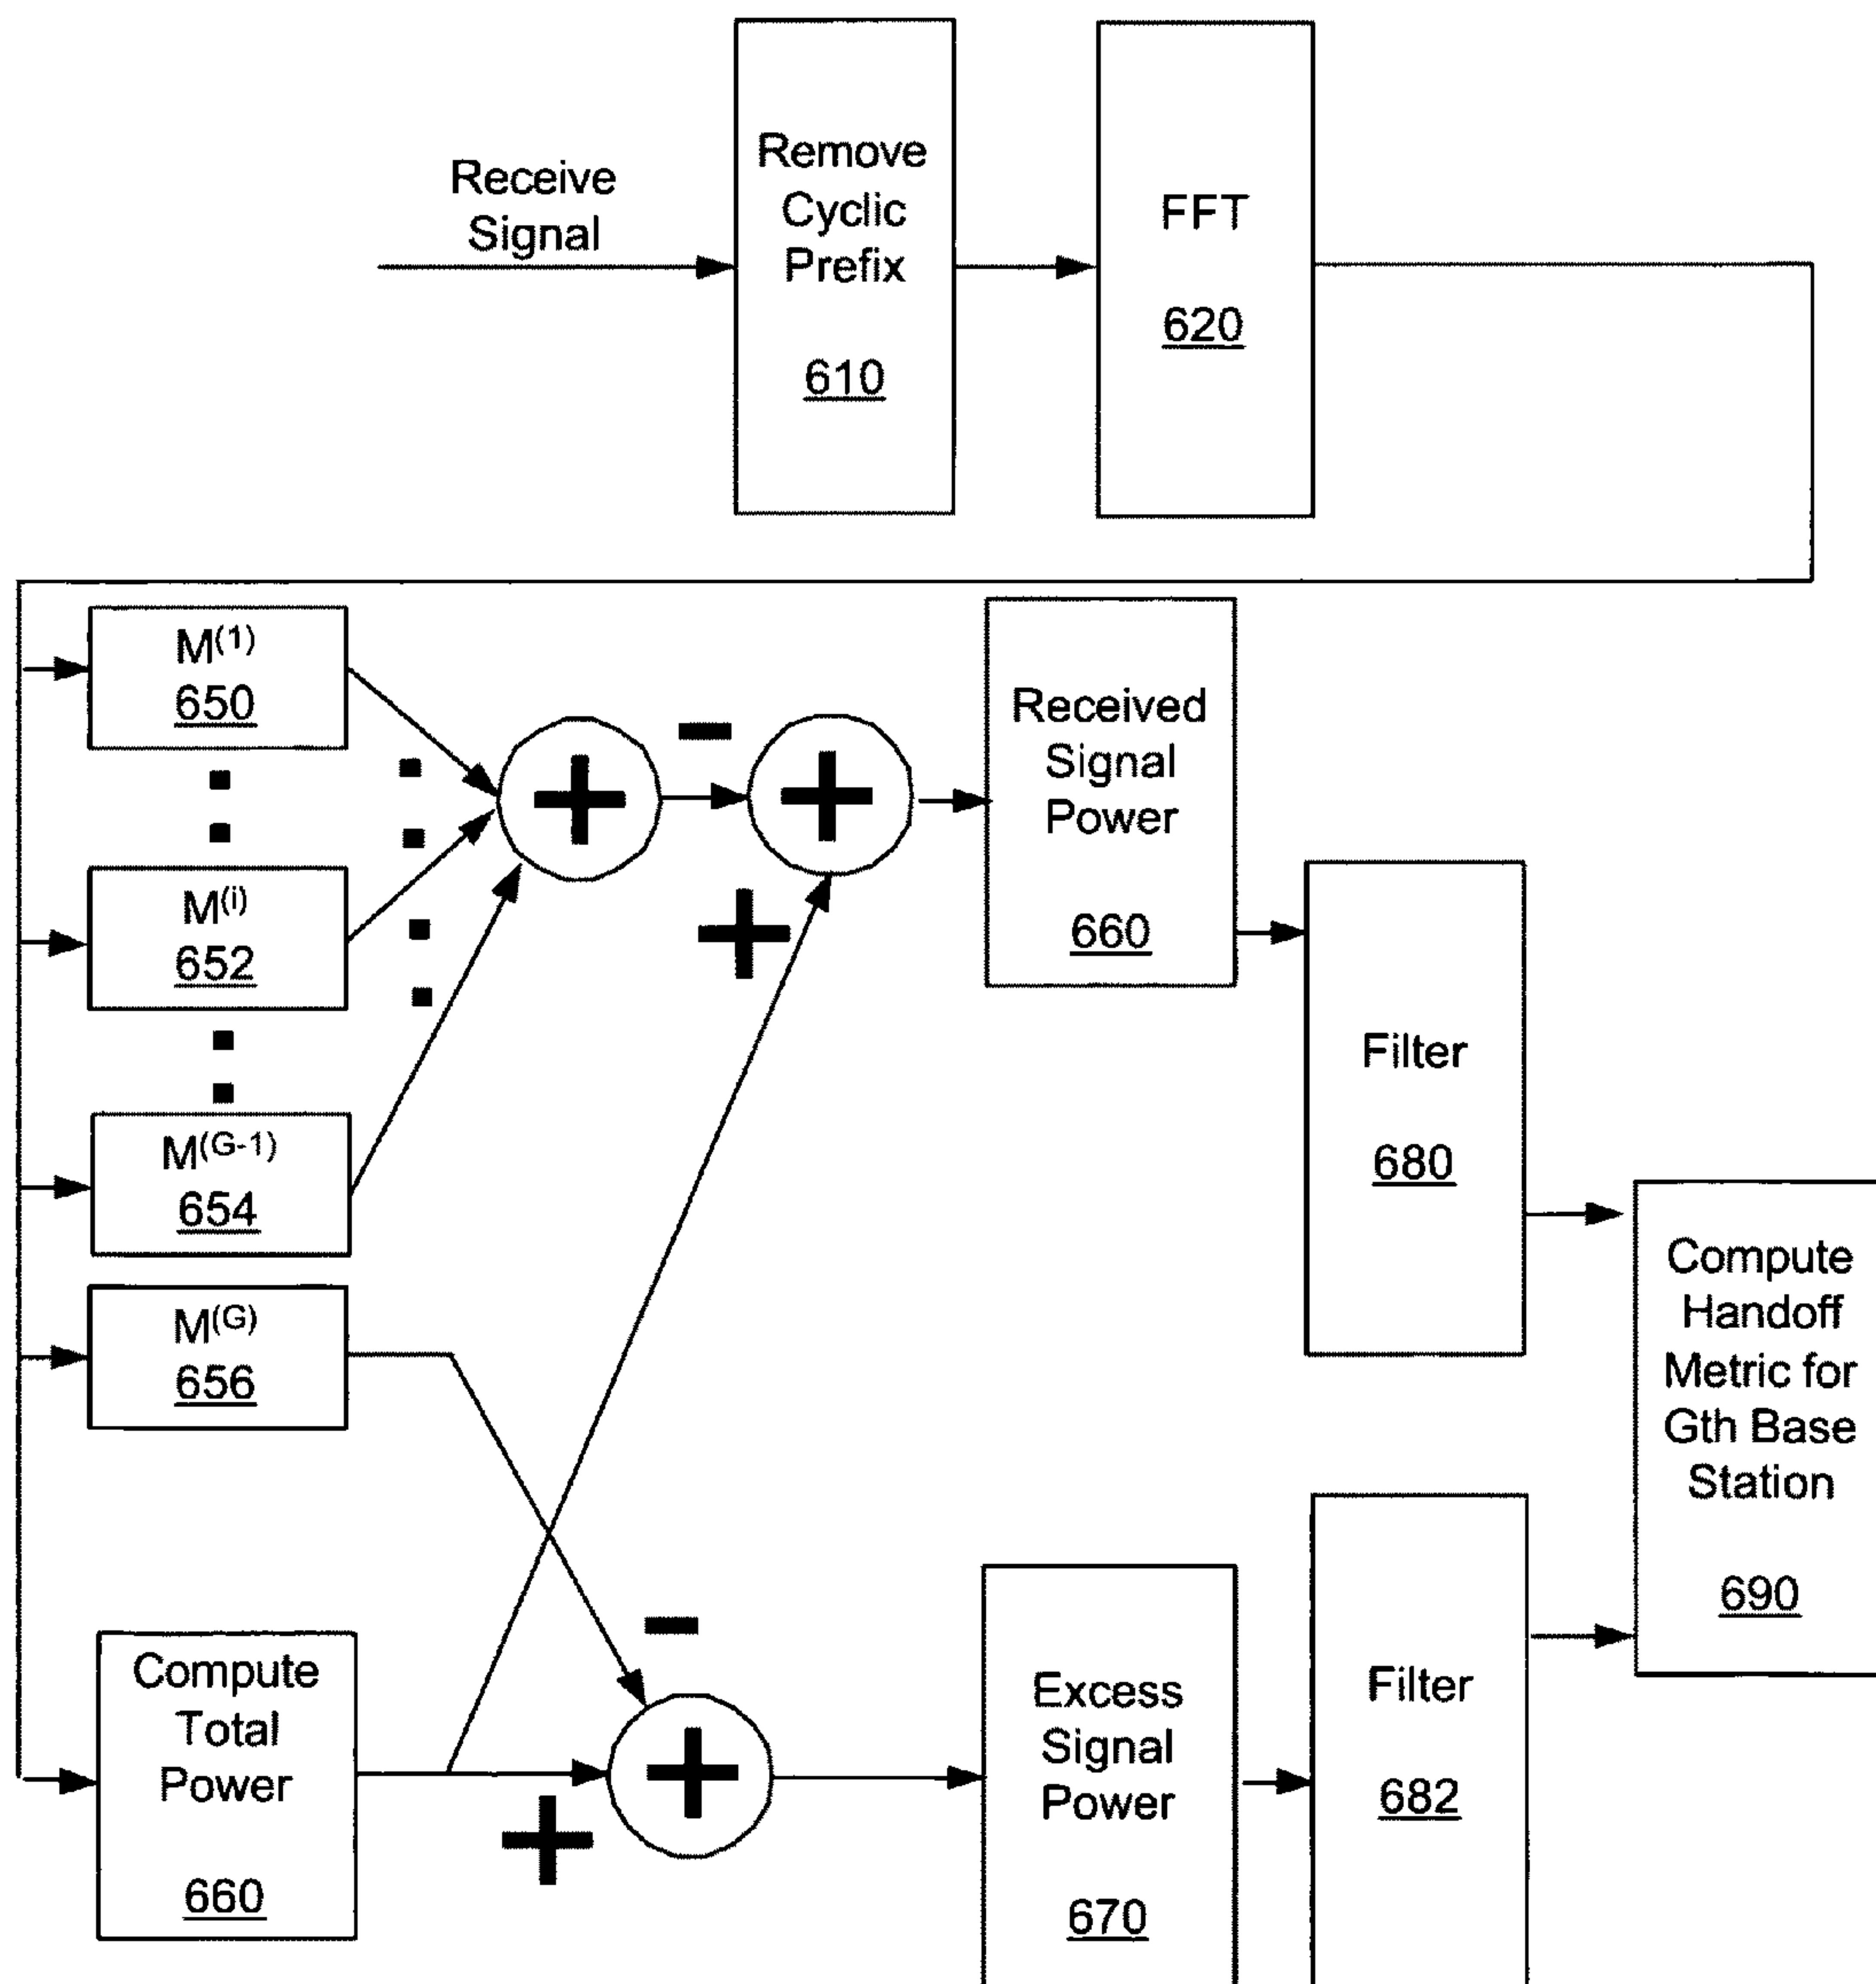 Receive
Signal
Remove
Cyclic
Prefix
610
FFT
620
M(1)
650
M(i)
652
M(G-1)
654
M(G)
656
Compute
Total
Power
660
+
-
+
+
Received
Signal
Power
660
-
+
+
Excess
Signal
Power
670
Filter
680
Filter
682
Compute
Handoff
Metric for
Gth Base
Station
690